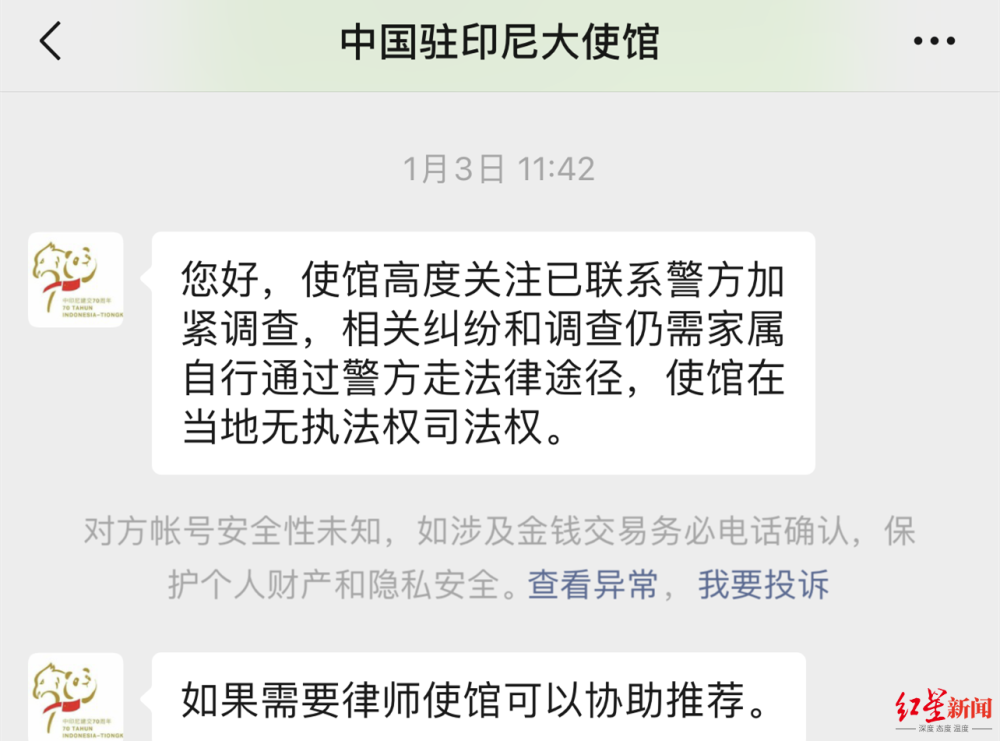 中国驻印尼大使馆
1月3日 11:42
您好，使馆高度关注已联系警方加
紧调查，相关纠纷和调查仍需家属
自行通过警方走法律途径，使馆在
当地无执法权司法权。
中印尼建交70周年
70 TAHUN
INDONESIA-TIONGK
对方帐号安全性未知，如涉及金钱交易务必电话确认，保
护个人财产和隐私安全。查看异常，我要投诉
如果需要律师使馆可以协助推荐。
中印尼建交70周年
70 TAHUN
INDONESIA-TIONGK
红星新闻
深度 态度 温度